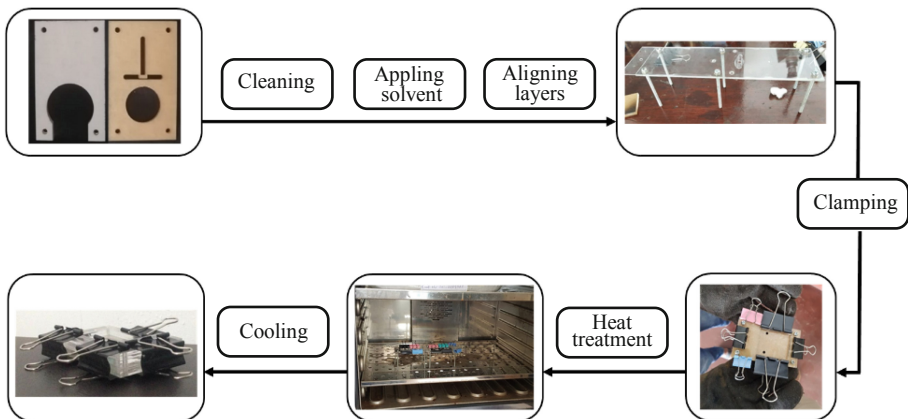 Cleaning
Appling
solvent
Aligning
layers
Clamping
Heat
treatment
Cooling